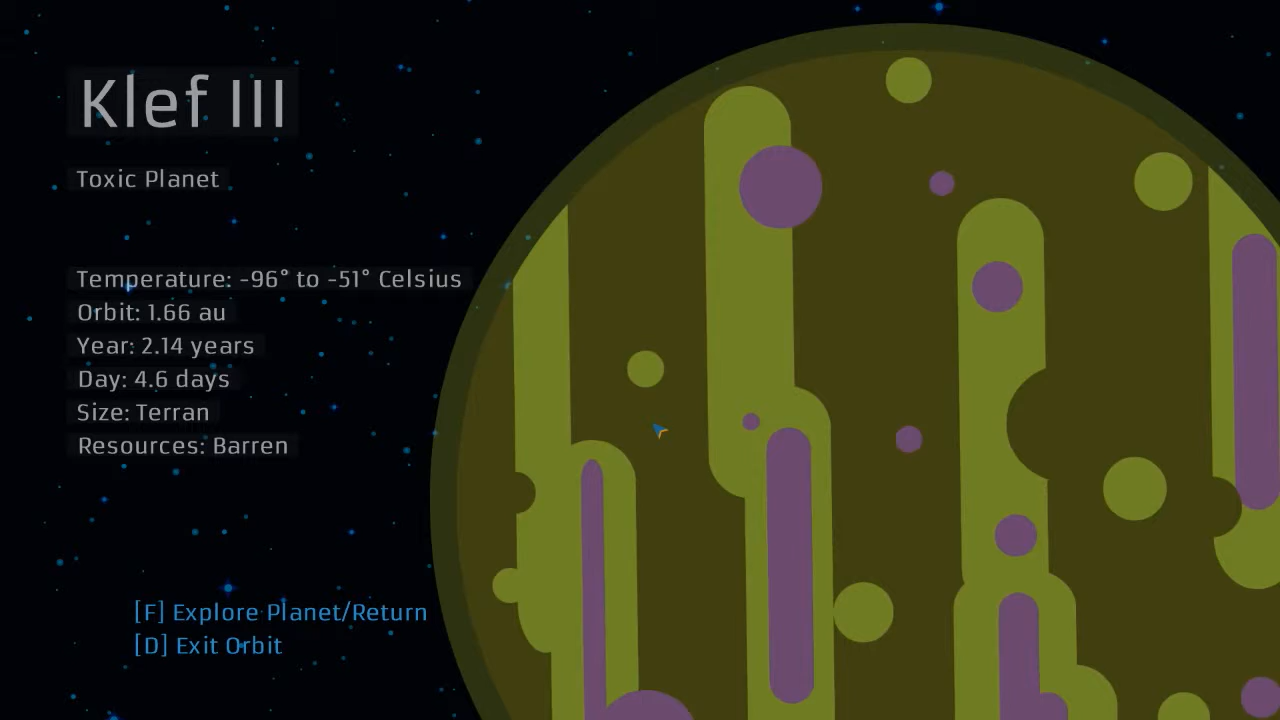 Klef III
Toxic Planet
Temperature: -96° to -51° Celsius
Orbit: 1.66 au
Year: 2.14 years
Day: 4.6 days
Size: Terran
Resources: Barren
[F] Explore Planet/Return
[D] Exit Orbit